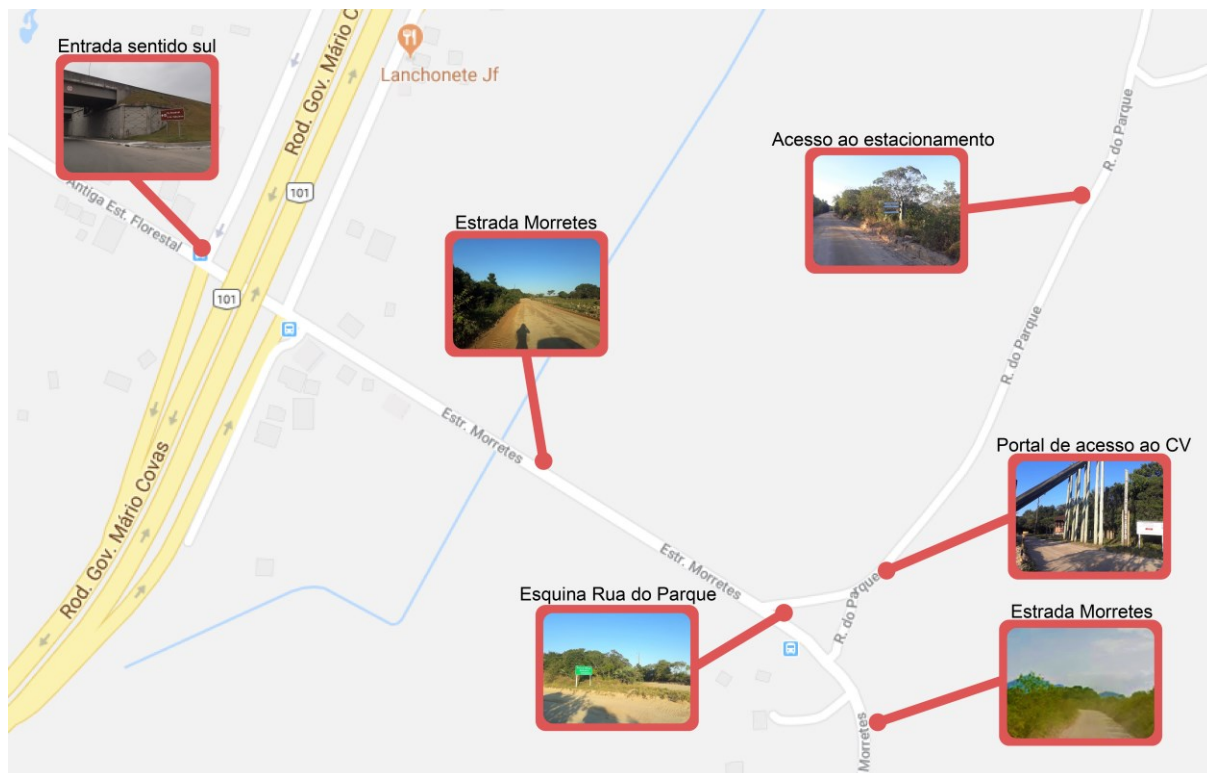 Entrada sentido sul
Rod. Gov. Mário C
Lanchonete Jf
R. do Parque
Acesso ao estacionamento
R. do Parque
101
Antiga Est. Florestal
Estrada Morretes
101
R. do Parque
Estr. Morretes
Rod. Gov. Mário Covas
Portal de acesso ao CV
Estr. Morretes
Esquina Rua do Parque
R. do Parque
Estrada Morretes
Morretes